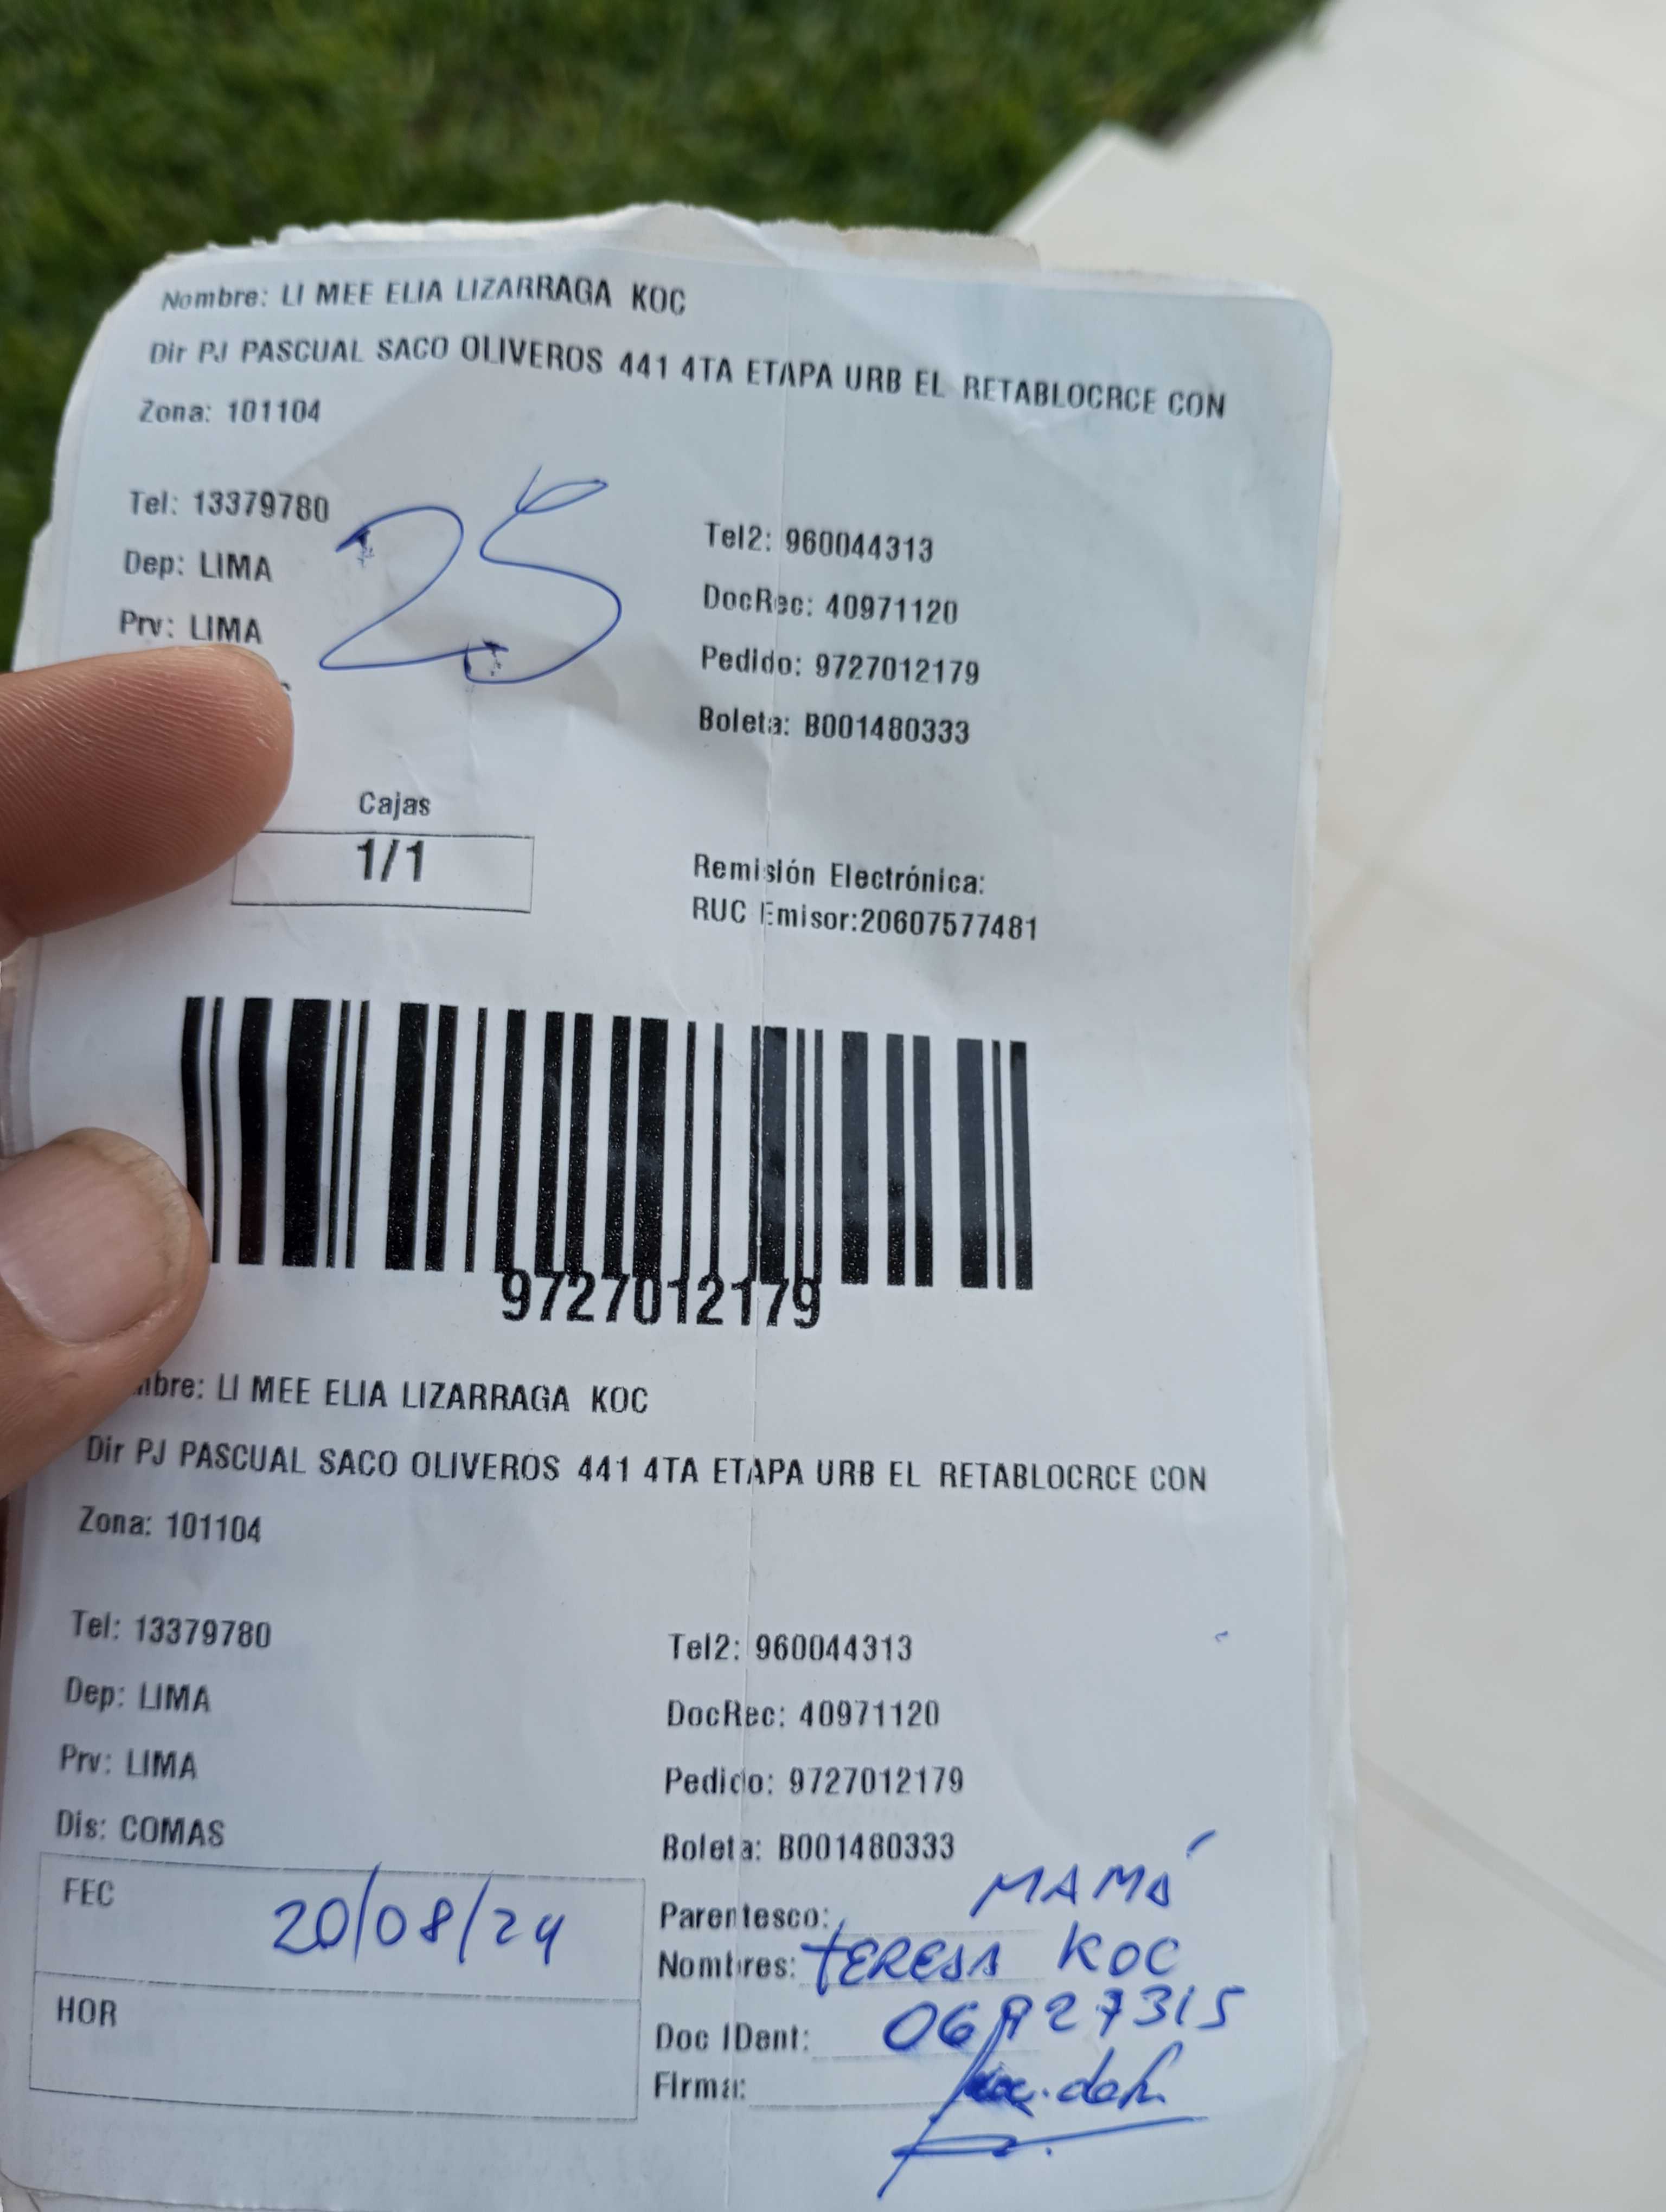 Nombre: LI MEE ELIA LIZARRAGA KOC
Dir PJ PASCUAL SACO OLIVEROS 441 4TA ETAPA URB EL RETABLOCRCE CON
Zona: 101104
Tel: 13379780
25
Tel2: 960044313
Dep: LIMA
DocRec: 40971120
Prv: LIMA
Pedido: 9727012179
Boleta: B001480333
Cajas
1/1
Remisión Electrónica:
RUC Emisor:20607577481
9727012179
mbre: LI MEE ELIA LIZARRAGA KOC
Dir PJ PASCUAL SACO OLIVEROS 441 4TA ETAPA URB EL RETABLOCRCE CON
Zona: 101104
Tel: 13379780
Tel2: 960044313
Dep: LIMA
DocRec: 40971120
Prv: LIMA
Pedido: 9727012179
Dis: COMAS
Boleta: B001480333
FEC 20/08/24
Parentesco: MAMÁ
Nombres: TERESA KOC
HOR
Doc IDent:
Firma: